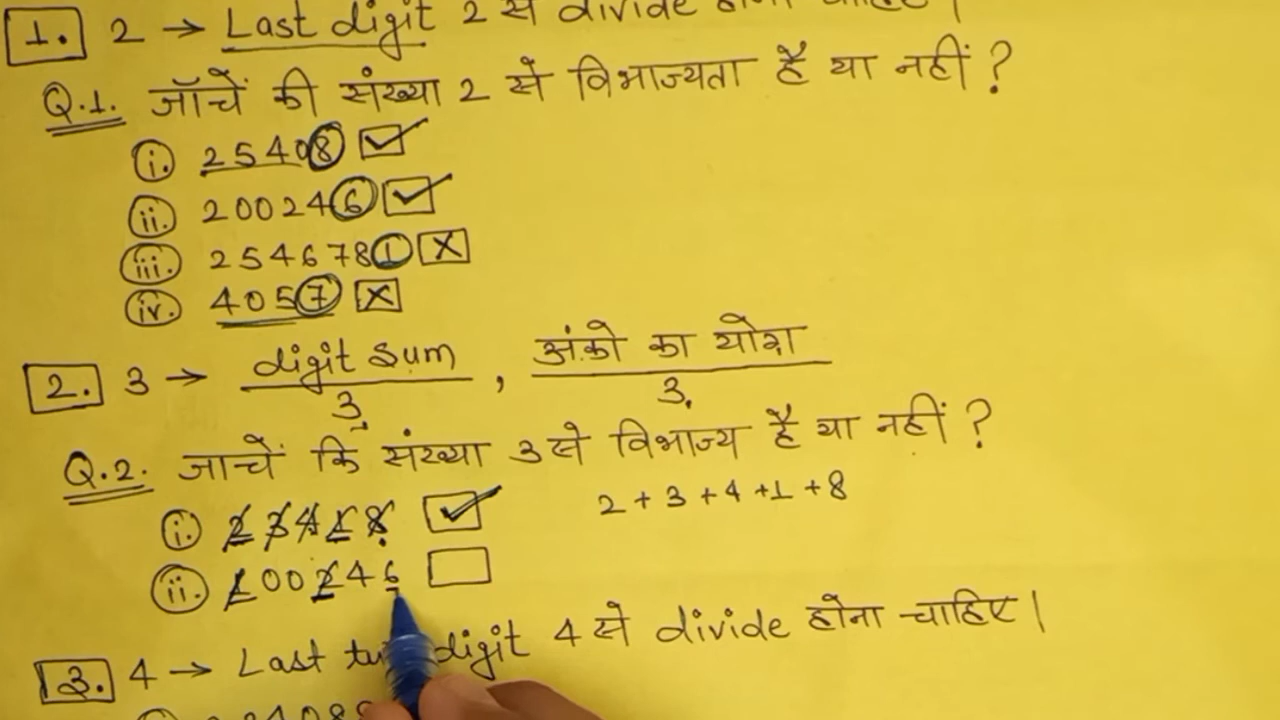 1. 2 → Last digit 2 से divide होना चाहिए।
Q.1. जाँचें की संख्या 2 से विभाज्यता है या नहीं?
i. 25408
ii. 200246
iii. 2546781
iv. 4057
2. 3 → digit sum / 3, अंको का योग / 3
Q.2. जाचें कि संख्या 3 से विभाज्य है या नहीं?
i. 23418 2+3+4+1+8
ii. 100246
3. 4 → Last digit 4 से divide होना चाहिए।